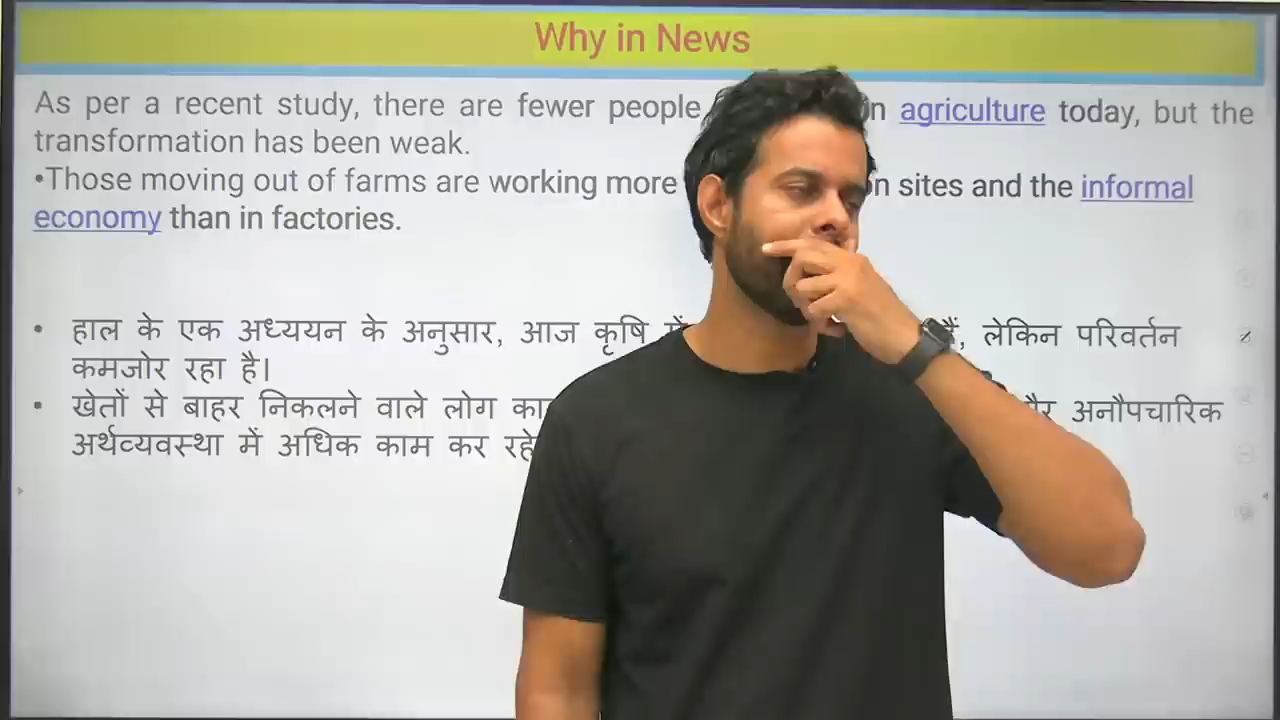 Why in News
As per a recent study, there are fewer people agriculture today, but the
transformation has been weak.
•Those moving out of farms are working more sites and the informal
economy than in factories.
• हाल के एक अध्ययन के अनुसार, आज कृषि में हैं, लेकिन परिवर्तन
कमजोर रहा है।
• खेतों से बाहर निकलने वाले लोग और अनौपचारिक
अर्थव्यवस्था में अधिक काम कर रहे